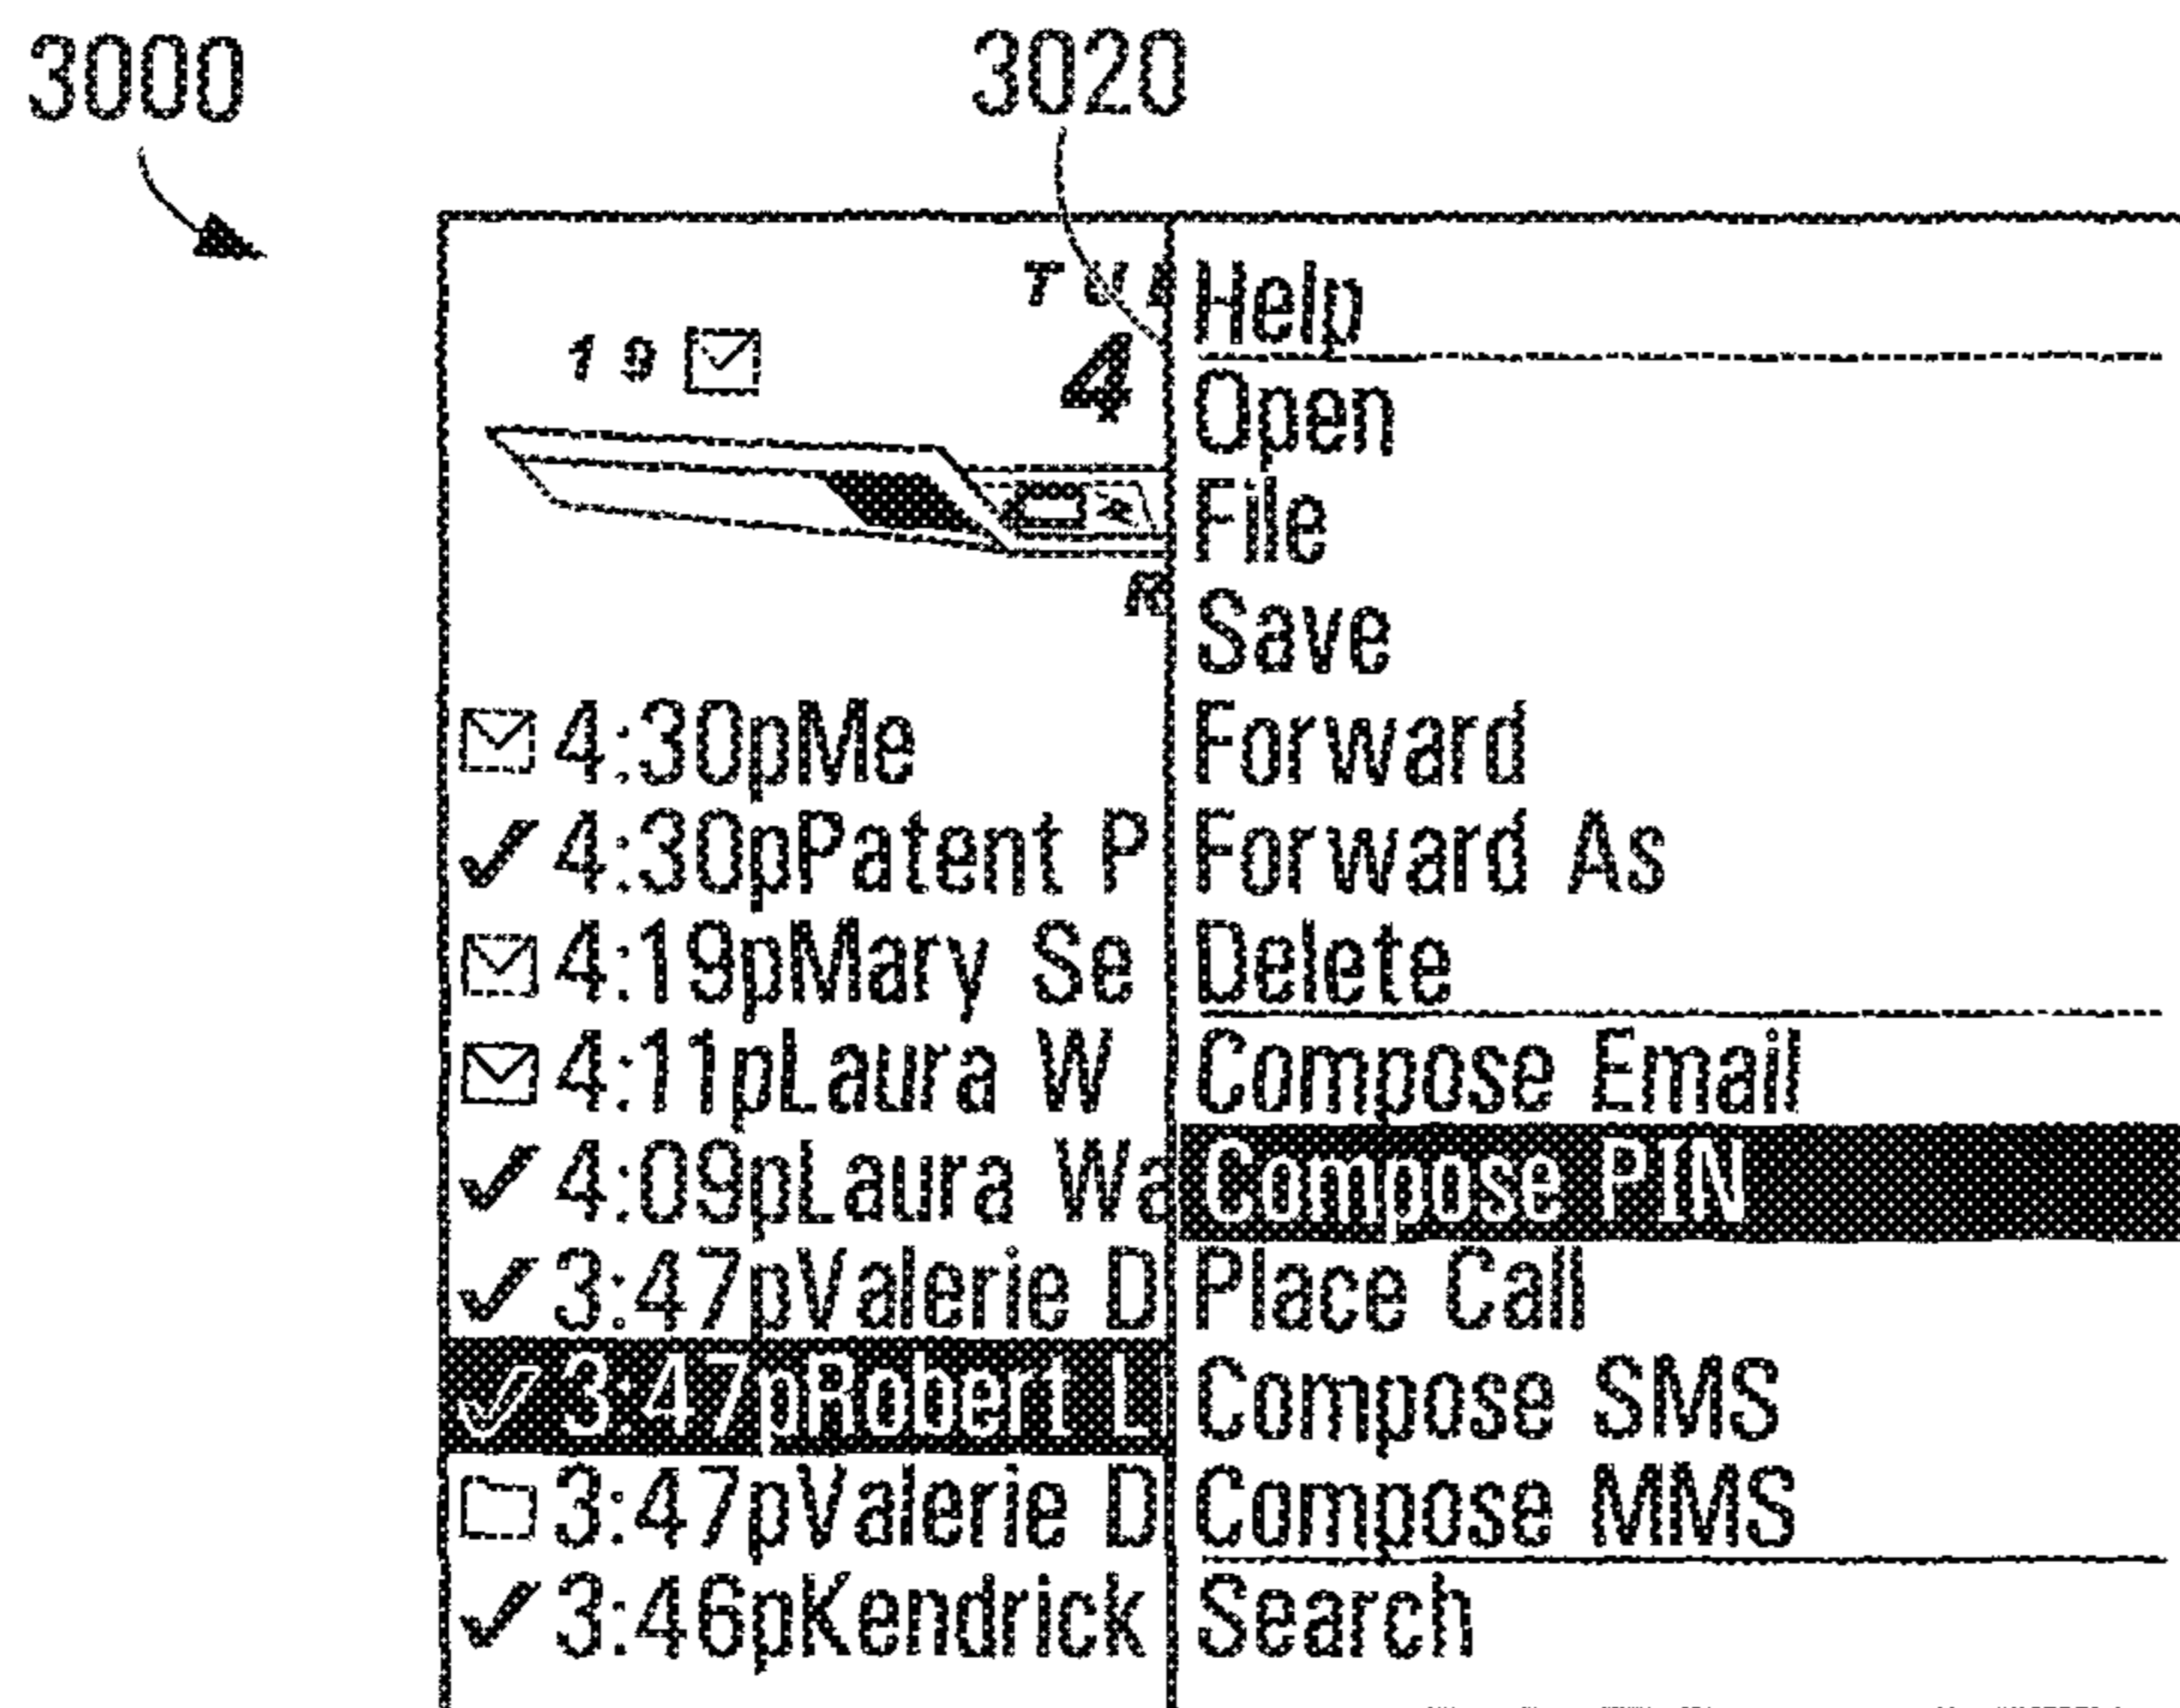 3000
3020
TU
19
4
R
4:30pMe
4:30pPatent P
4:19pMary Se
4:11pLaura W
4:09pLaura Wa
3:47pValerie D
3:47pRobert L
3:47pValerie D
3:46pKendrick
Help
Open
File
Save
Forward
Forward As
Delete
Compose Email
Compose PIN
Place Call
Compose SMS
Compose MMS
Search